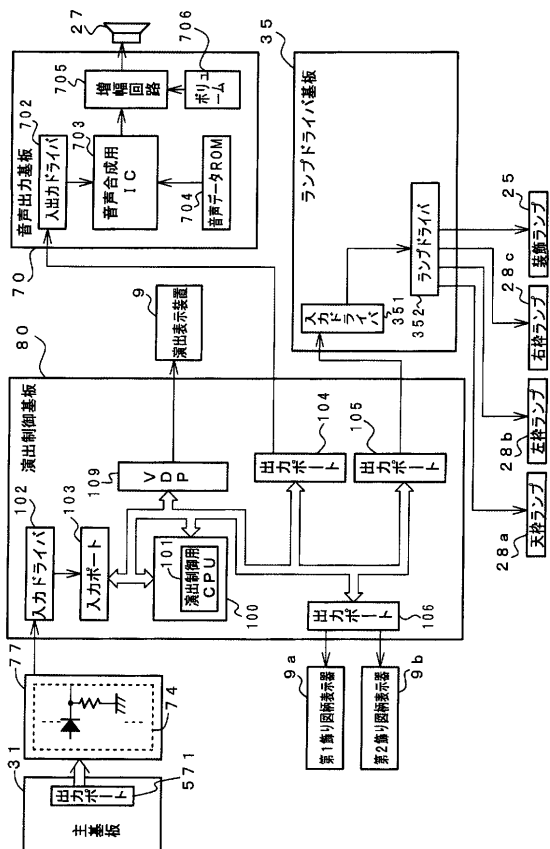 主基板
31
出力ポート
571
77
74
演出制御基板
80
入力ドライバ
102
入力ポート
103
演出制御用
CPU
101
100
VDP
109
演出表示装置
9
出力ポート
104
出力ポート
105
出力ポート
106
第1飾り図柄表示器
9a
第2飾り図柄表示器
9b
音声出力基板
70
入出力ドライバ
702
音声合成用
IC
703
音声データROM
704
増幅
回路
705
ボリュ
ーム
706
27
ランプドライバ基板
35
入力
ドライバ
351
ランプドライバ
352
天枠ランプ
28a
左枠ランプ
28b
右枠ランプ
28c
装飾ランプ
25